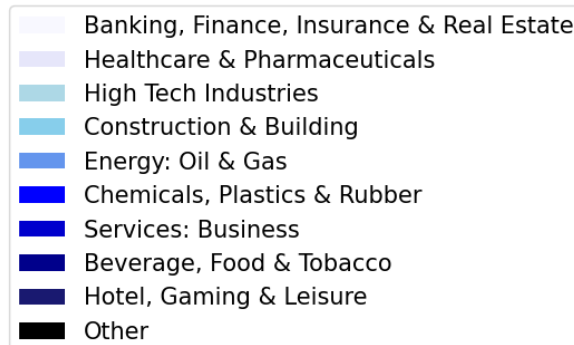 Banking, Finance, Insurance & Real Estate
Healthcare & Pharmaceuticals
High Tech Industries
Construction & Building
Energy: Oil & Gas
Chemicals, Plastics & Rubber
Services: Business
Beverage, Food & Tobacco
Hotel, Gaming & Leisure
Other